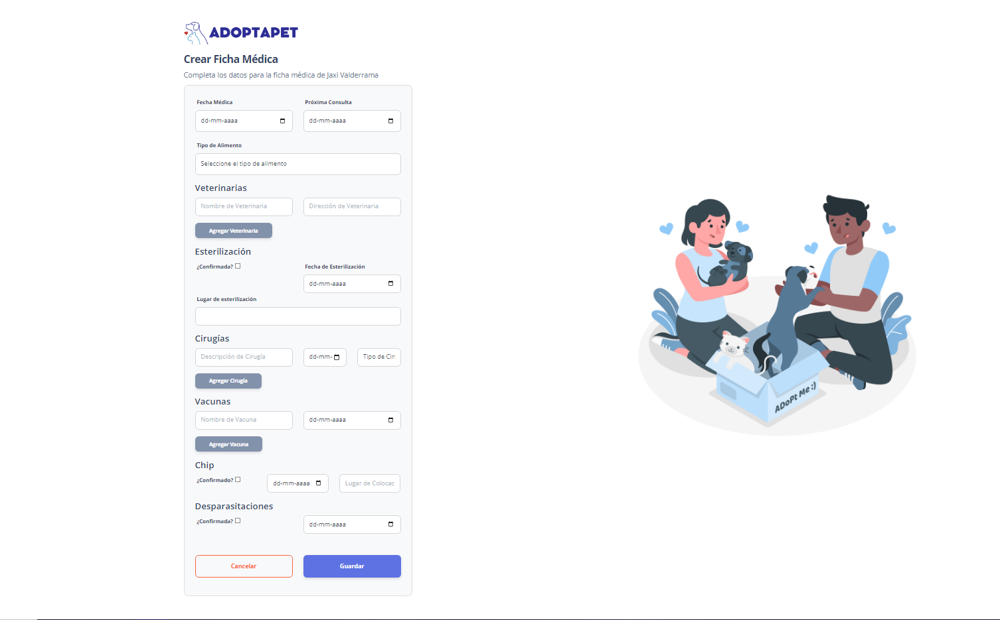 ADOPTAPET
Crear Ficha Médica
Completa los datos para la ficha médica de Jaxi Valderrama
Fecha Médica
Próxima Consulta
dd-mm-aaaa
dd-mm-aaaa
Tipo de Alimento
Seleccione el tipo de alimento
Veterinarias
Nombre de Veterinaria
Dirección de Veterinaria
Agregar Veterinaria
Esterilización
¿Confirmada?
Fecha de Esterilización
dd-mm-aaaa
Lugar de esterilización
Cirugías
Descripción de Cirugía
dd-mm-
Tipo de Ciru
Agregar Cirugía
Vacunas
Nombre de Vacuna
dd-mm-aaaa
Agregar Vacuna
Chip
¿Confirmado?
dd-mm-aaaa
Lugar de Colocac
Desparasitaciones
¿Confirmada?
dd-mm-aaaa
Cancelar
Guardar
ADoPt Me :)